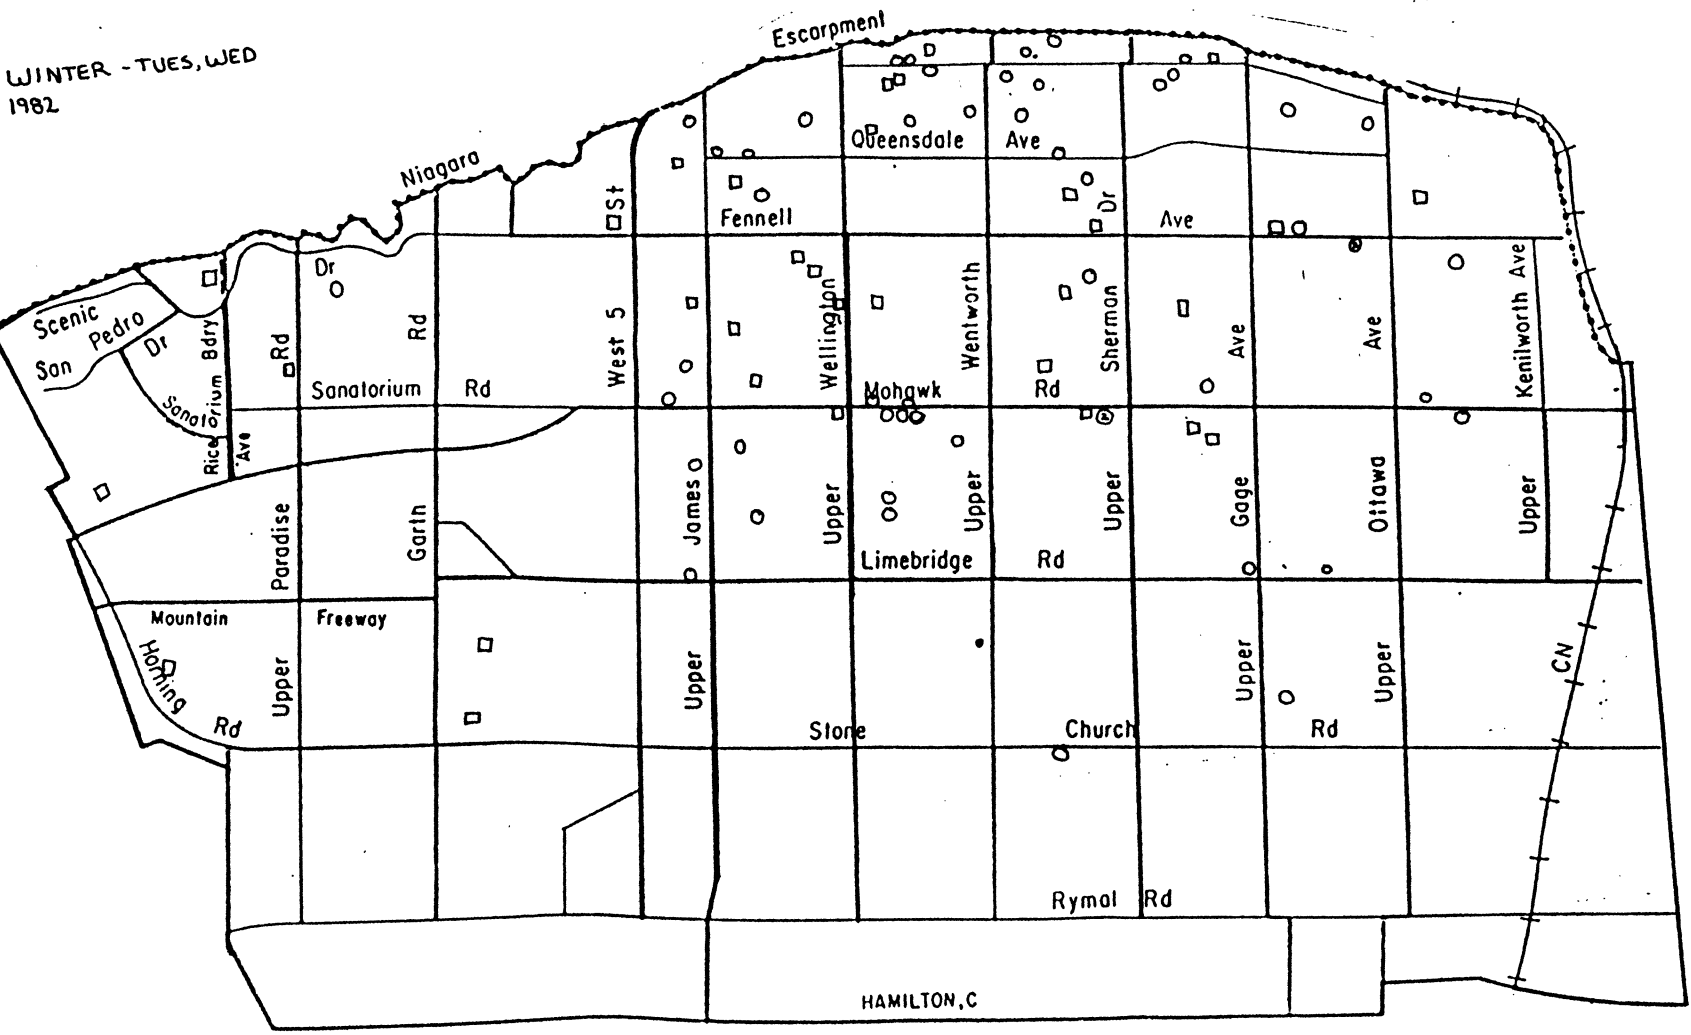 WINTER - TUES, WED
1982
Escarpment
Niagara
Queensdale Ave
Fennell Ave
West 5 St
Scenic Dr
San Pedro Dr
Sanatorium
Sanatorium Rd
Mohawk Rd
Rice Ave
Bdry
Upper Paradise Rd
Garth Rd
Upper James
Upper Wellington
Upper Wentworth
Upper Sherman
Dr
Upper Gage Ave
Upper Ottawa Ave
Upper Kenilworth Ave
Limebridge Rd
Mountain Freeway
Horning Rd
Stone Church Rd
CN
Rymal Rd
HAMILTON, C